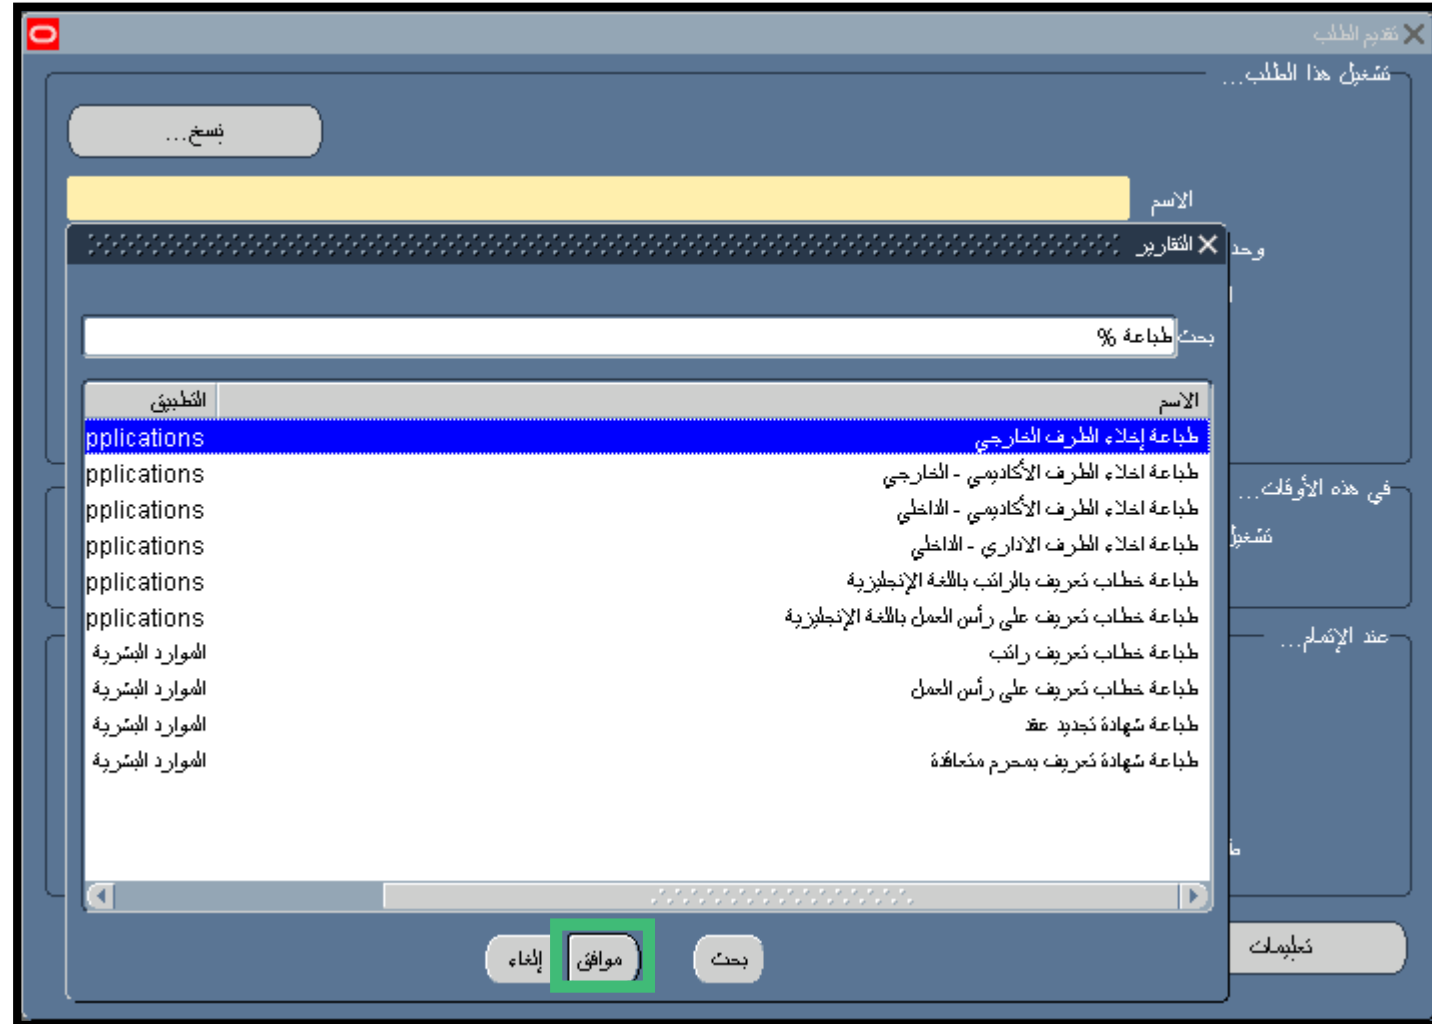 تقديم الطلب
تشغيل هذا الطلب...
نسخ...
الاسم
وحد
التقارير
بحث طباعة %
الاسم التطبيق
طباعة إخلاء الطرف الخارجي pplications
طباعة اخلاء الطرف الأكاديمي - الخارجي pplications
طباعة اخلاء الطرف الأكاديمي - الداخلي pplications
طباعة اخلاء الطرف الاداري - الداخلي pplications
طباعة خطاب تعريف بالراتب باللغة الإنجليزية pplications
طباعة خطاب تعريف على رأس العمل باللغة الإنجليزية pplications
طباعة خطاب تعريف راتب الموارد البشرية
طباعة خطاب تعريف على رأس العمل الموارد البشرية
طباعة شهادة تجديد عقد الموارد البشرية
طباعة شهادة تعريف بمحرم متعاقدة الموارد البشرية
في هذه الأوقات...
تشغيل
عند الإتمام...
بحث موافق إلغاء
تعليمات